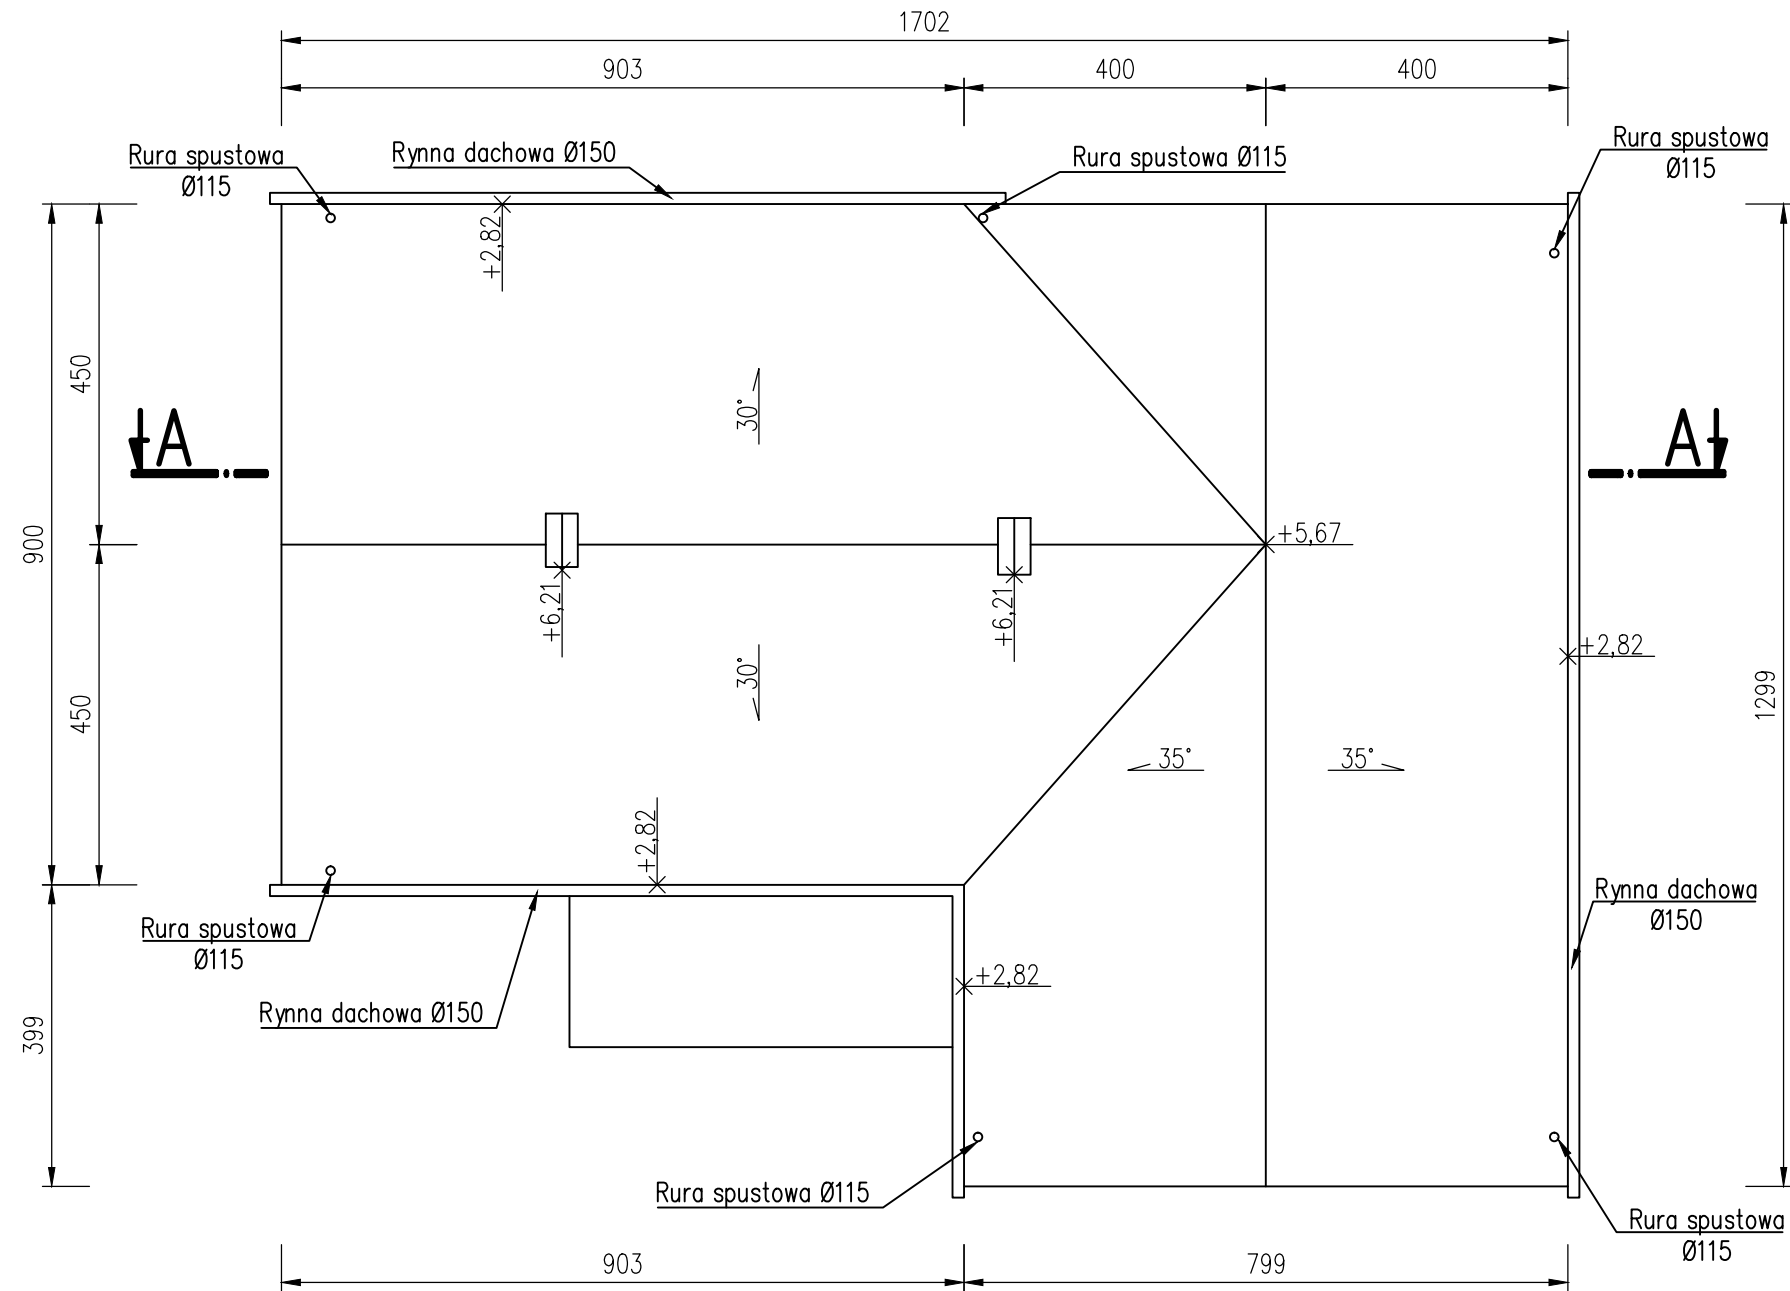 1702
903
400
400
Rura spustowa
Ø115
Rynna dachowa Ø150
Rura spustowa Ø115
Rura spustowa
Ø115
+2,82
450
30°
A
A
900
+5,67
+6,21
+6,21
+2,82
30°
450
1299
35°
35°
+2,82
Rynna dachowa
Ø150
Rura spustowa
Ø115
+2,82
Rynna dachowa Ø150
399
Rura spustowa Ø115
Rura spustowa
Ø115
903
799